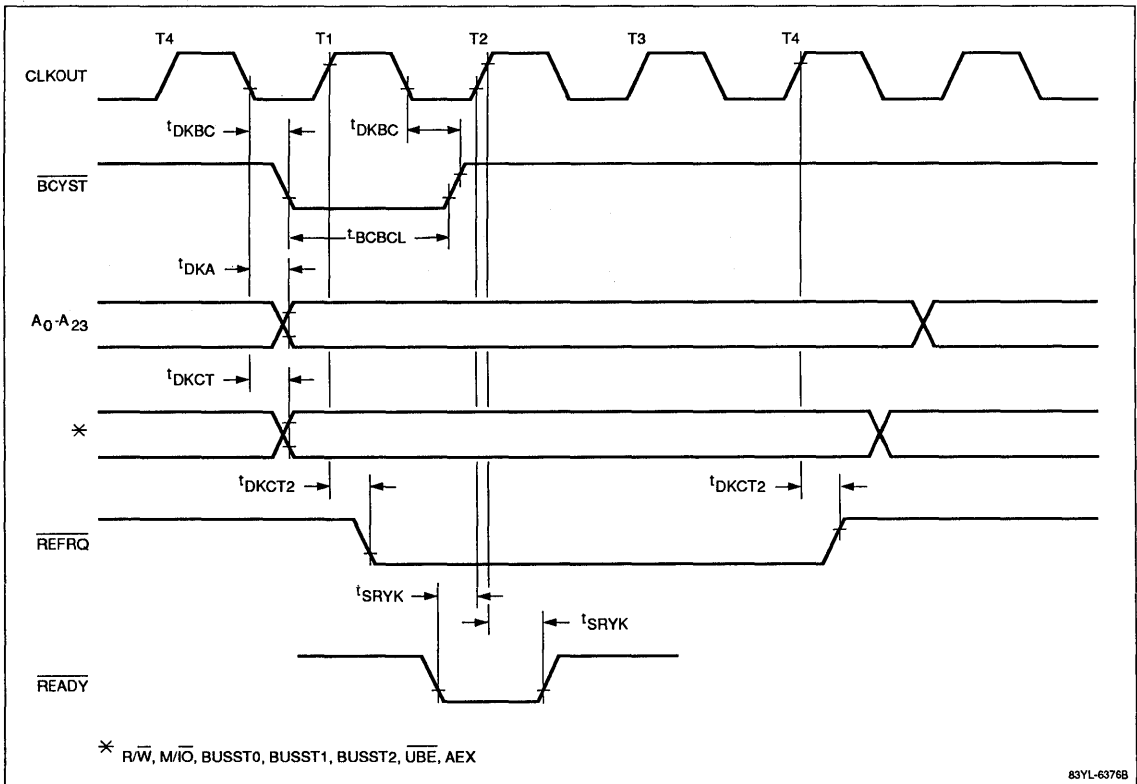 T4 T1 T2 T3 T4
CLKOUT
tDKBC tDKBC
BCYST
tBCBCL
tDKA
A0-A23
tDKCT
*
tDKCT2 tDKCT2
REFRQ
tSRYK
tSRYK
READY
* R/W, M/IO, BUSST0, BUSST1, BUSST2, UBE, AEX
83YL-6376B